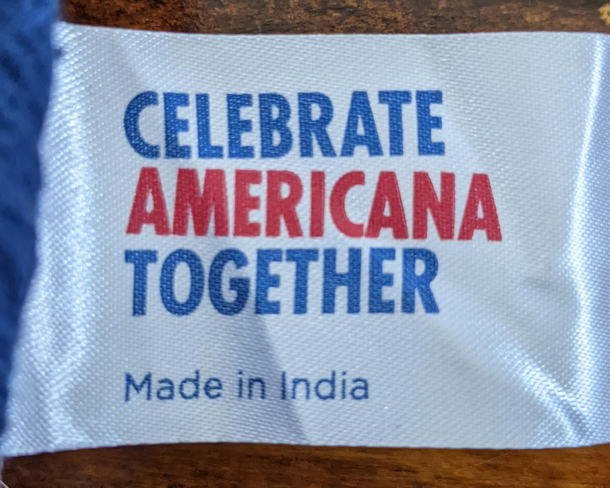 CELEBRATE
AMERICANA
TOGETHER
Made in India